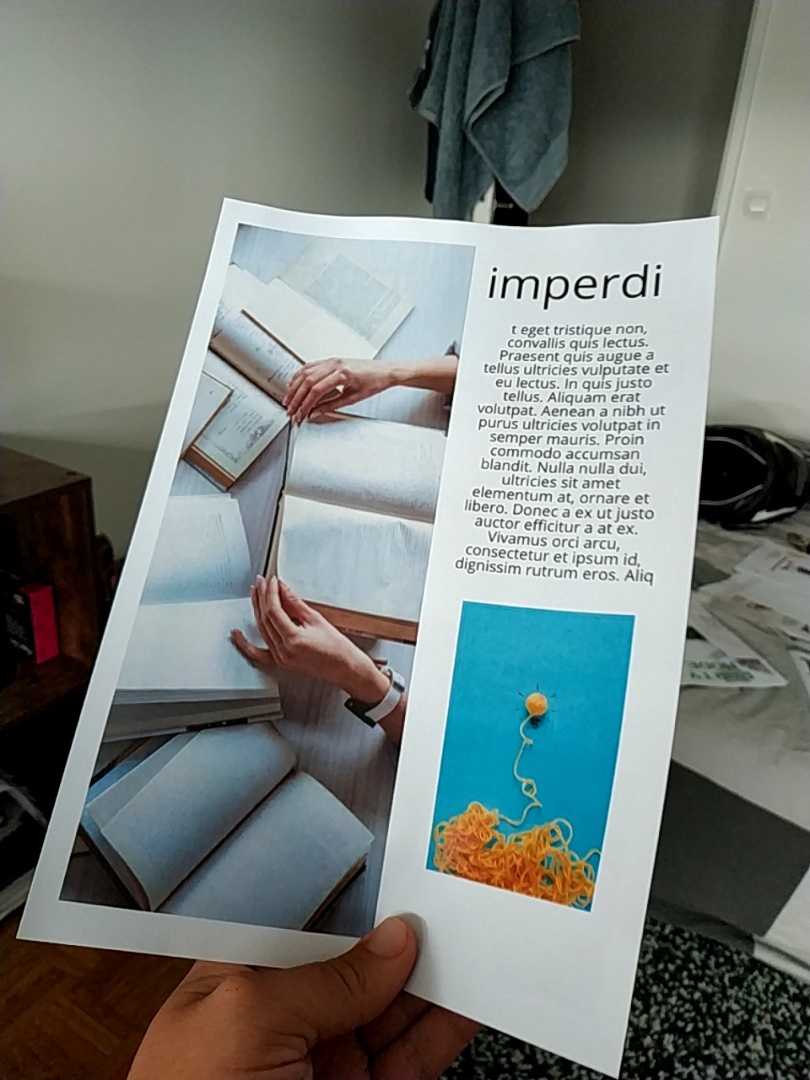 imperdi
t eget tristique non,
convallis quis lectus.
Praesent quis augue a
tellus ultricies vulputate et
eu lectus. In quis justo
tellus. Aliquam erat
volutpat. Aenean a nibh ut
purus ultricies volutpat in
semper mauris. Proin
commodo accumsan
blandit. Nulla nulla dui,
ultricies sit amet
elementum at, ornare et
libero. Donec a ex ut justo
auctor efficitur a at ex.
Vivamus orci arcu,
consectetur et ipsum id,
dignissim rutrum eros. Aliq